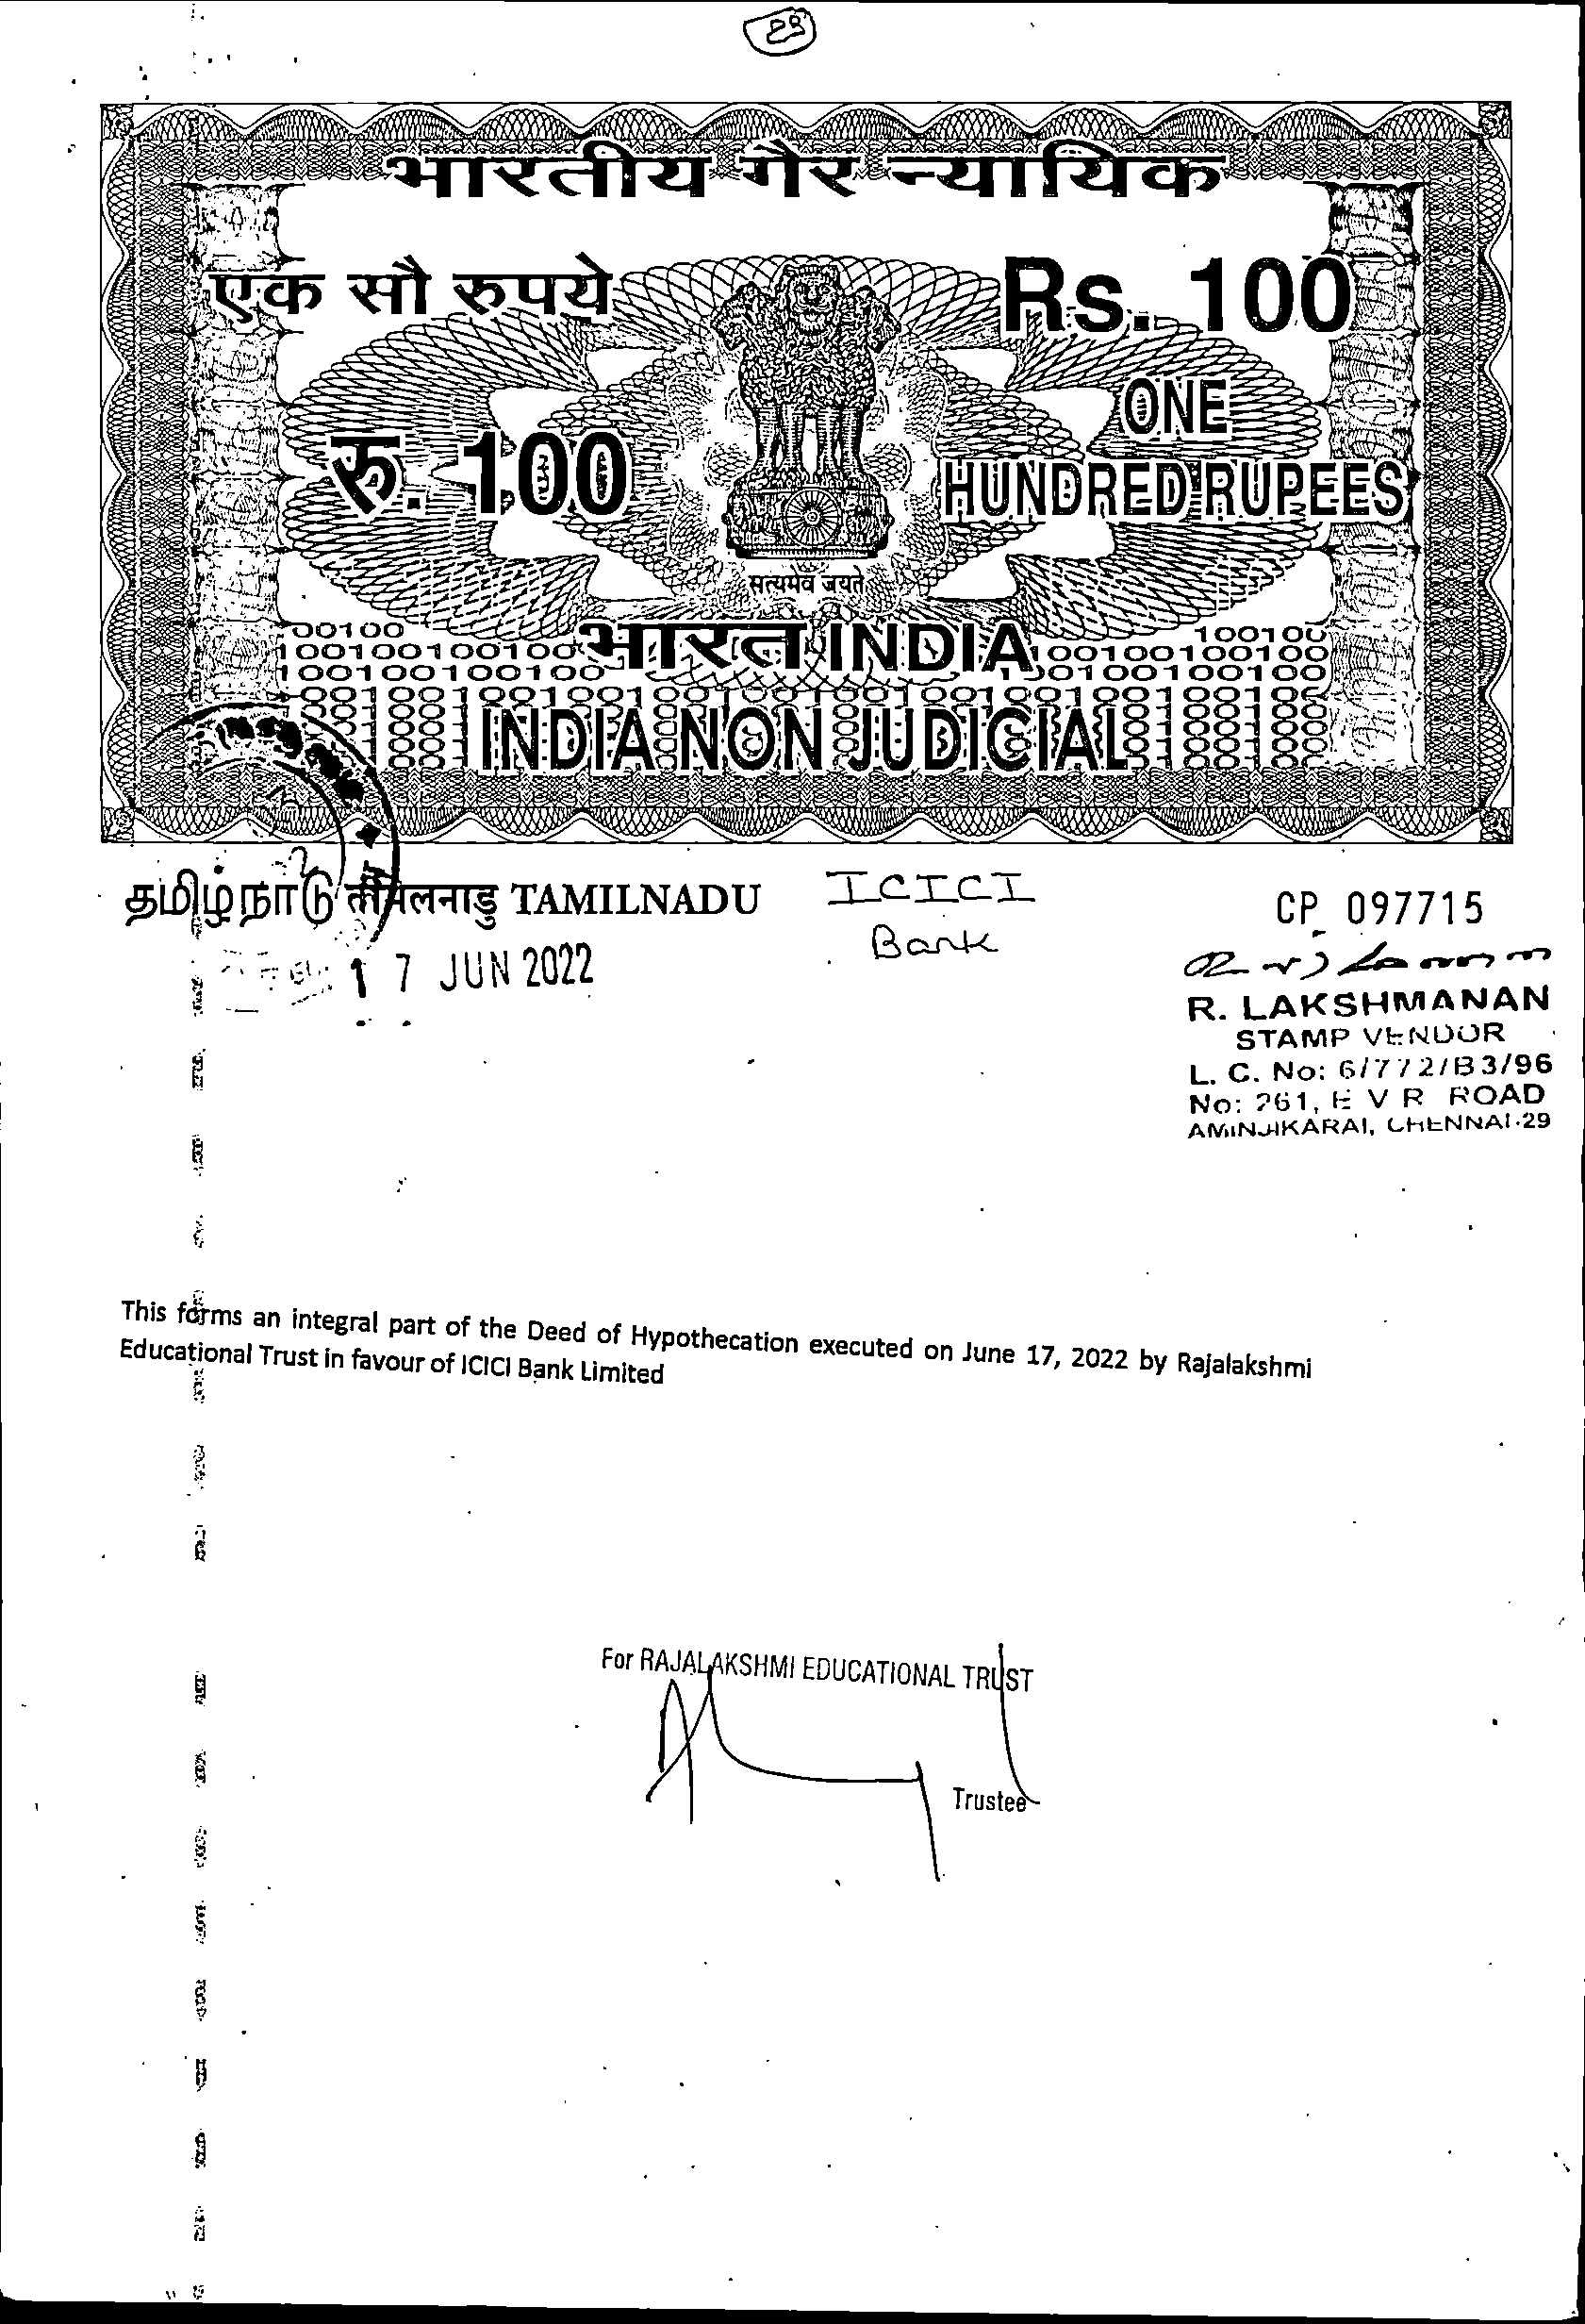 28
भारतीय गैर न्यायिक
एक सौ रुपये
Rs. 100
रु. 100
ONE
HUNDRED RUPEES
सत्यमेव जयते
भारत INDIA
INDIA NON JUDICIAL
தமிழ்நாடு तमिलनाडु TAMILNADU
ICICI
Bank
CP 097715
17 JUN 2022
R. LAKSHMANAN
STAMP VENDOR
L. C. No: 6/772/B3/96
No: 261, E V R ROAD
AMINJIKARAI, CHENNAI-29
This forms an integral part of the Deed of Hypothecation executed on June 17, 2022 by Rajalakshmi
Educational Trust in favour of ICICI Bank Limited
For RAJALAKSHMI EDUCATIONAL TRUST
Trustee